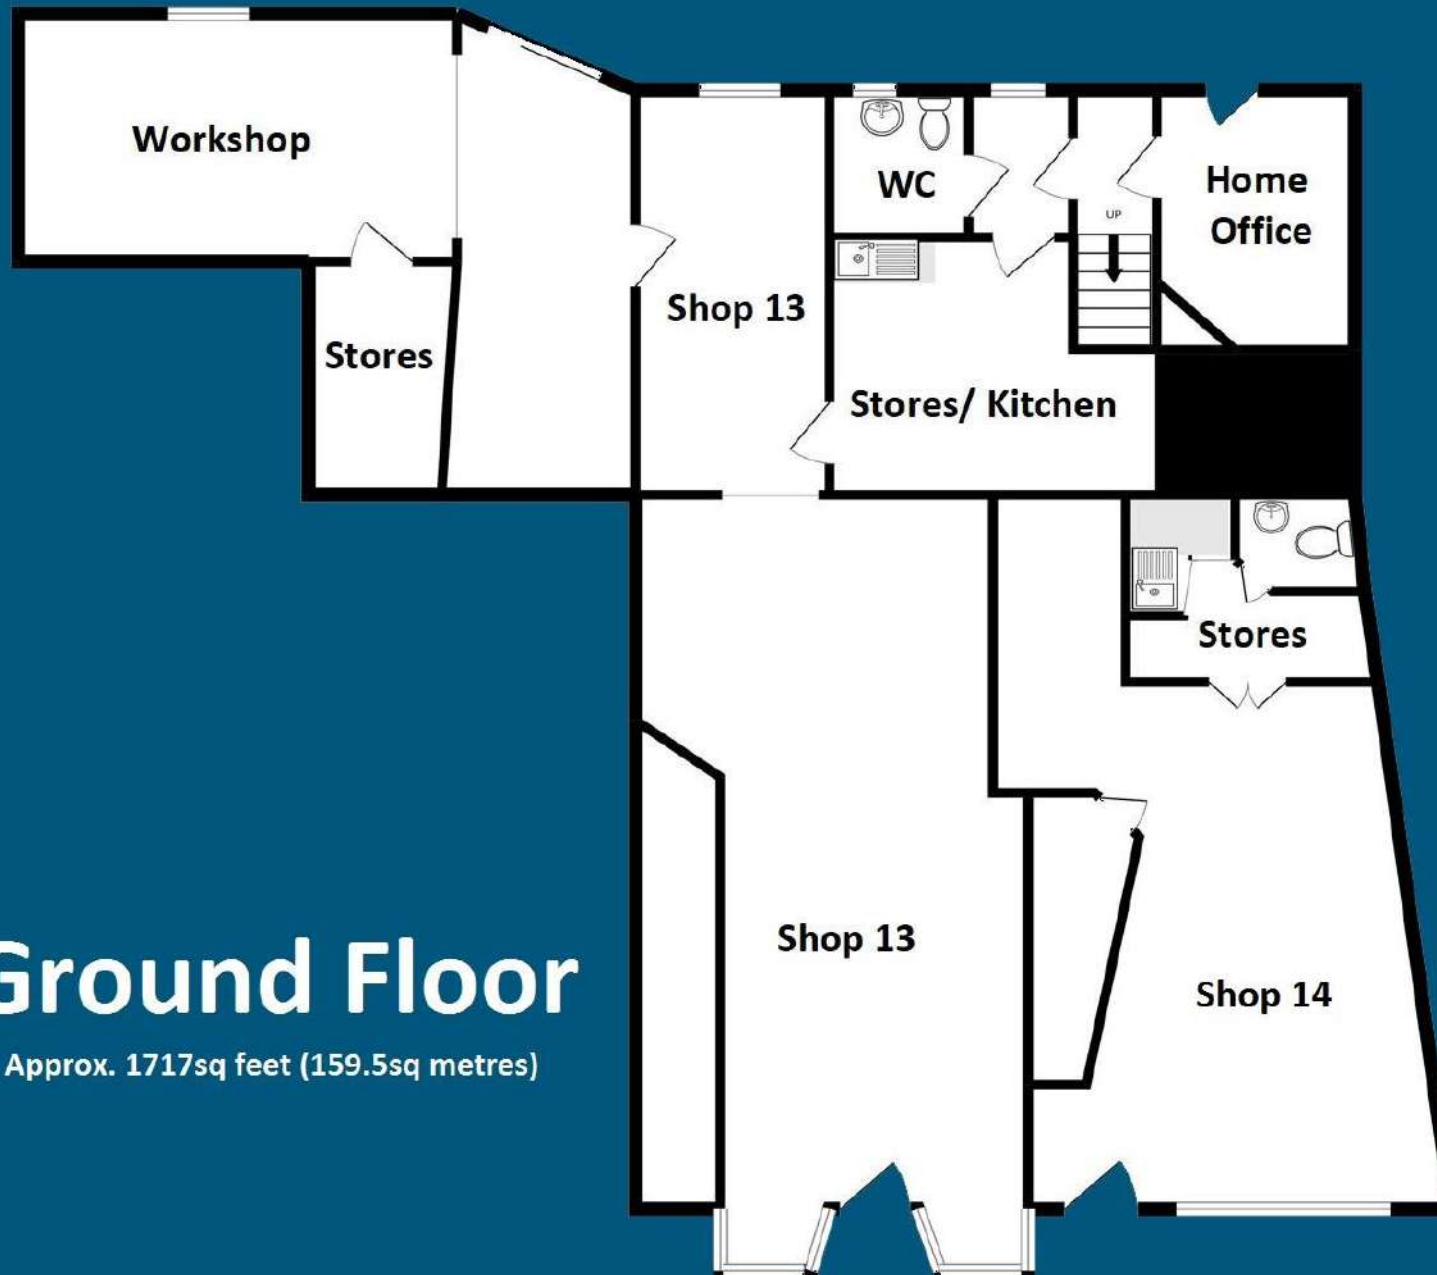 Workshop
WC
Home
Office
UP
Shop 13
Stores
Stores/ Kitchen
Stores
Shop 13
Shop 14
Ground Floor
Approx. 1717sq feet (159.5sq metres)